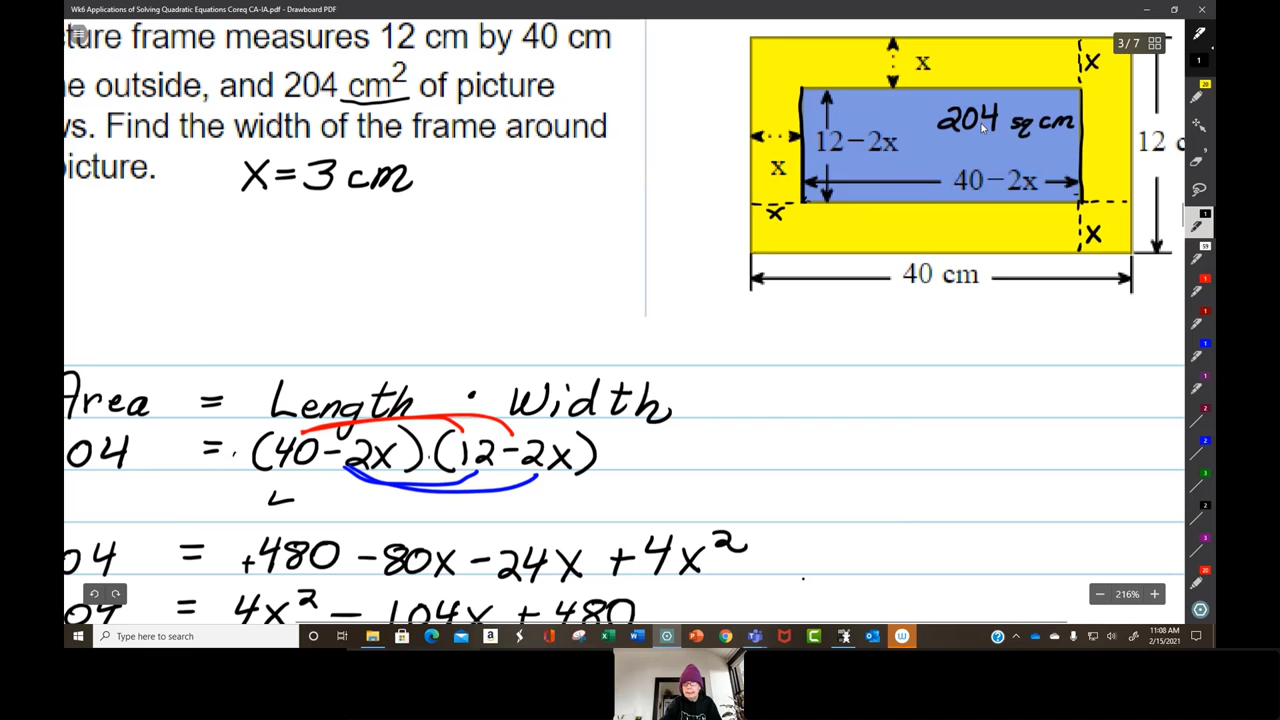 Wk6 Applications of Solving Quadratic Equations Coreq CA-IA.pdf - Drawboard PDF
ture frame measures 12 cm by 40 cm
e outside, and 204 cm2 of picture
ws. Find the width of the frame around
picture.
X = 3 cm
3/7
x
X
204 sq cm
12-2x
12 c
x
40-2x
x
X
40 cm
Area = Length · Width
04 = (40-2x)·(12-2x)
L
04 = +480 -80x -24x +4x²
04 = 4x² - 104x + 480
216%
Type here to search
11:08 AM
2/15/2021